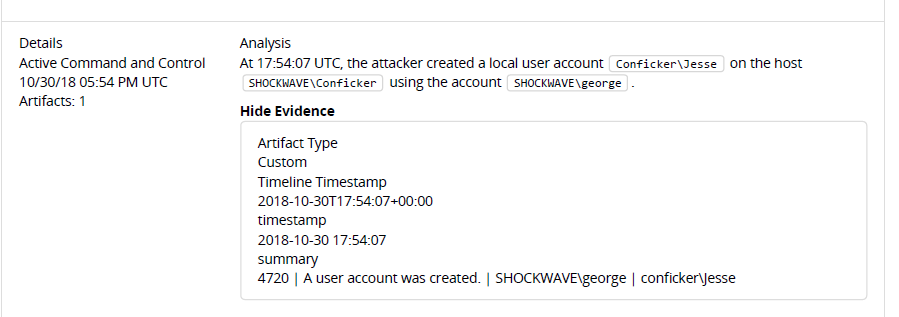 Details
Active Command and Control
10/30/18 05:54 PM UTC
Artifacts: 1
Analysis
At 17:54:07 UTC, the attacker created a local user account Conficker\Jesse on the host
SHOCKWAVE\Conficker using the account SHOCKWAVE\george .
Hide Evidence
Artifact Type
Custom
Timeline Timestamp
2018-10-30T17:54:07+00:00
timestamp
2018-10-30 17:54:07
summary
4720 | A user account was created. | SHOCKWAVE\george | conficker\Jesse